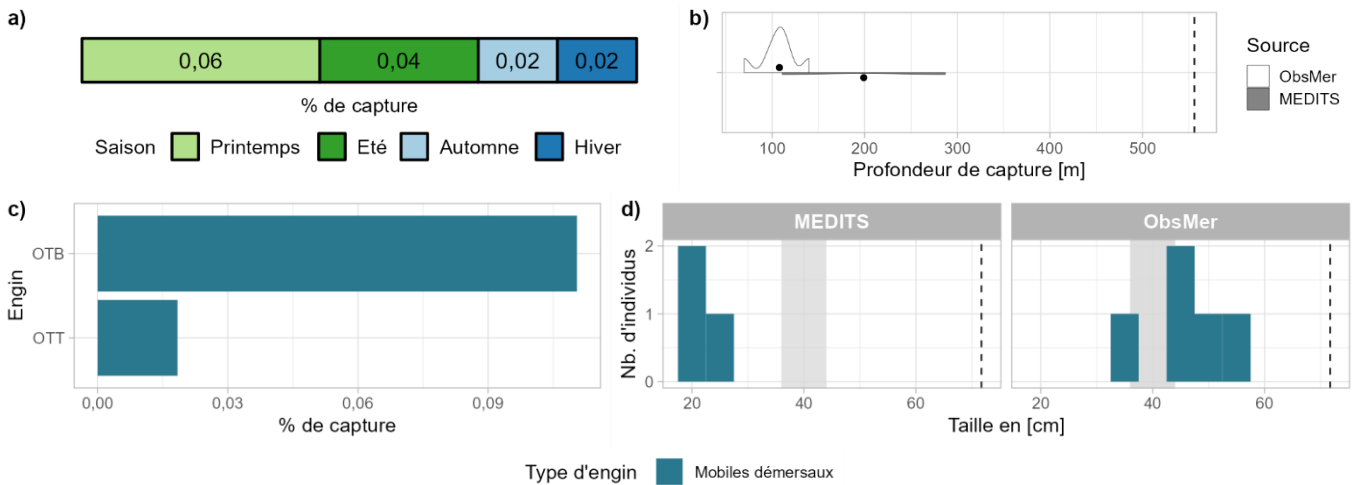 a)
0,06 0,04 0,02 0,02
% de capture
Saison Printemps Eté Automne Hiver
b)
100 200 300 400 500
Profondeur de capture [m]
Source
ObsMer
MEDITS
c)
Engin
OTB
OTT
0,00 0,03 0,06 0,09
% de capture
d)
MEDITS ObsMer
Nb. d'individus
2
1
0
20 40 60 20 40 60
Taille en [cm]
Type d'engin Mobiles démersaux